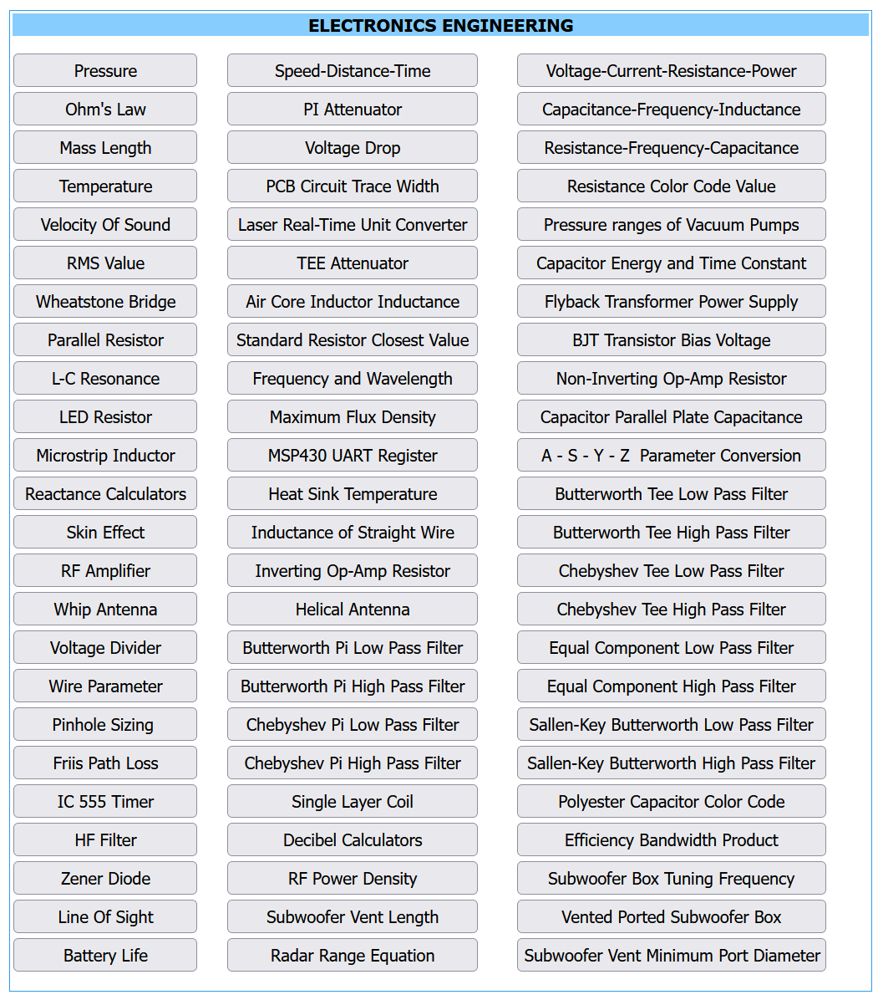 ELECTRONICS ENGINEERING
Pressure
Speed-Distance-Time
Voltage-Current-Resistance-Power
Ohm's Law
PI Attenuator
Capacitance-Frequency-Inductance
Mass Length
Voltage Drop
Resistance-Frequency-Capacitance
Temperature
PCB Circuit Trace Width
Resistance Color Code Value
Velocity Of Sound
Laser Real-Time Unit Converter
Pressure ranges of Vacuum Pumps
RMS Value
TEE Attenuator
Capacitor Energy and Time Constant
Wheatstone Bridge
Air Core Inductor Inductance
Flyback Transformer Power Supply
Parallel Resistor
Standard Resistor Closest Value
BJT Transistor Bias Voltage
L-C Resonance
Frequency and Wavelength
Non-Inverting Op-Amp Resistor
LED Resistor
Maximum Flux Density
Capacitor Parallel Plate Capacitance
Microstrip Inductor
MSP430 UART Register
A - S - Y - Z  Parameter Conversion
Reactance Calculators
Heat Sink Temperature
Butterworth Tee Low Pass Filter
Skin Effect
Inductance of Straight Wire
Butterworth Tee High Pass Filter
RF Amplifier
Inverting Op-Amp Resistor
Chebyshev Tee Low Pass Filter
Whip Antenna
Helical Antenna
Chebyshev Tee High Pass Filter
Voltage Divider
Butterworth Pi Low Pass Filter
Equal Component Low Pass Filter
Wire Parameter
Butterworth Pi High Pass Filter
Equal Component High Pass Filter
Pinhole Sizing
Chebyshev Pi Low Pass Filter
Sallen-Key Butterworth Low Pass Filter
Friis Path Loss
Chebyshev Pi High Pass Filter
Sallen-Key Butterworth High Pass Filter
IC 555 Timer
Single Layer Coil
Polyester Capacitor Color Code
HF Filter
Decibel Calculators
Efficiency Bandwidth Product
Zener Diode
RF Power Density
Subwoofer Box Tuning Frequency
Line Of Sight
Subwoofer Vent Length
Vented Ported Subwoofer Box
Battery Life
Radar Range Equation
Subwoofer Vent Minimum Port Diameter